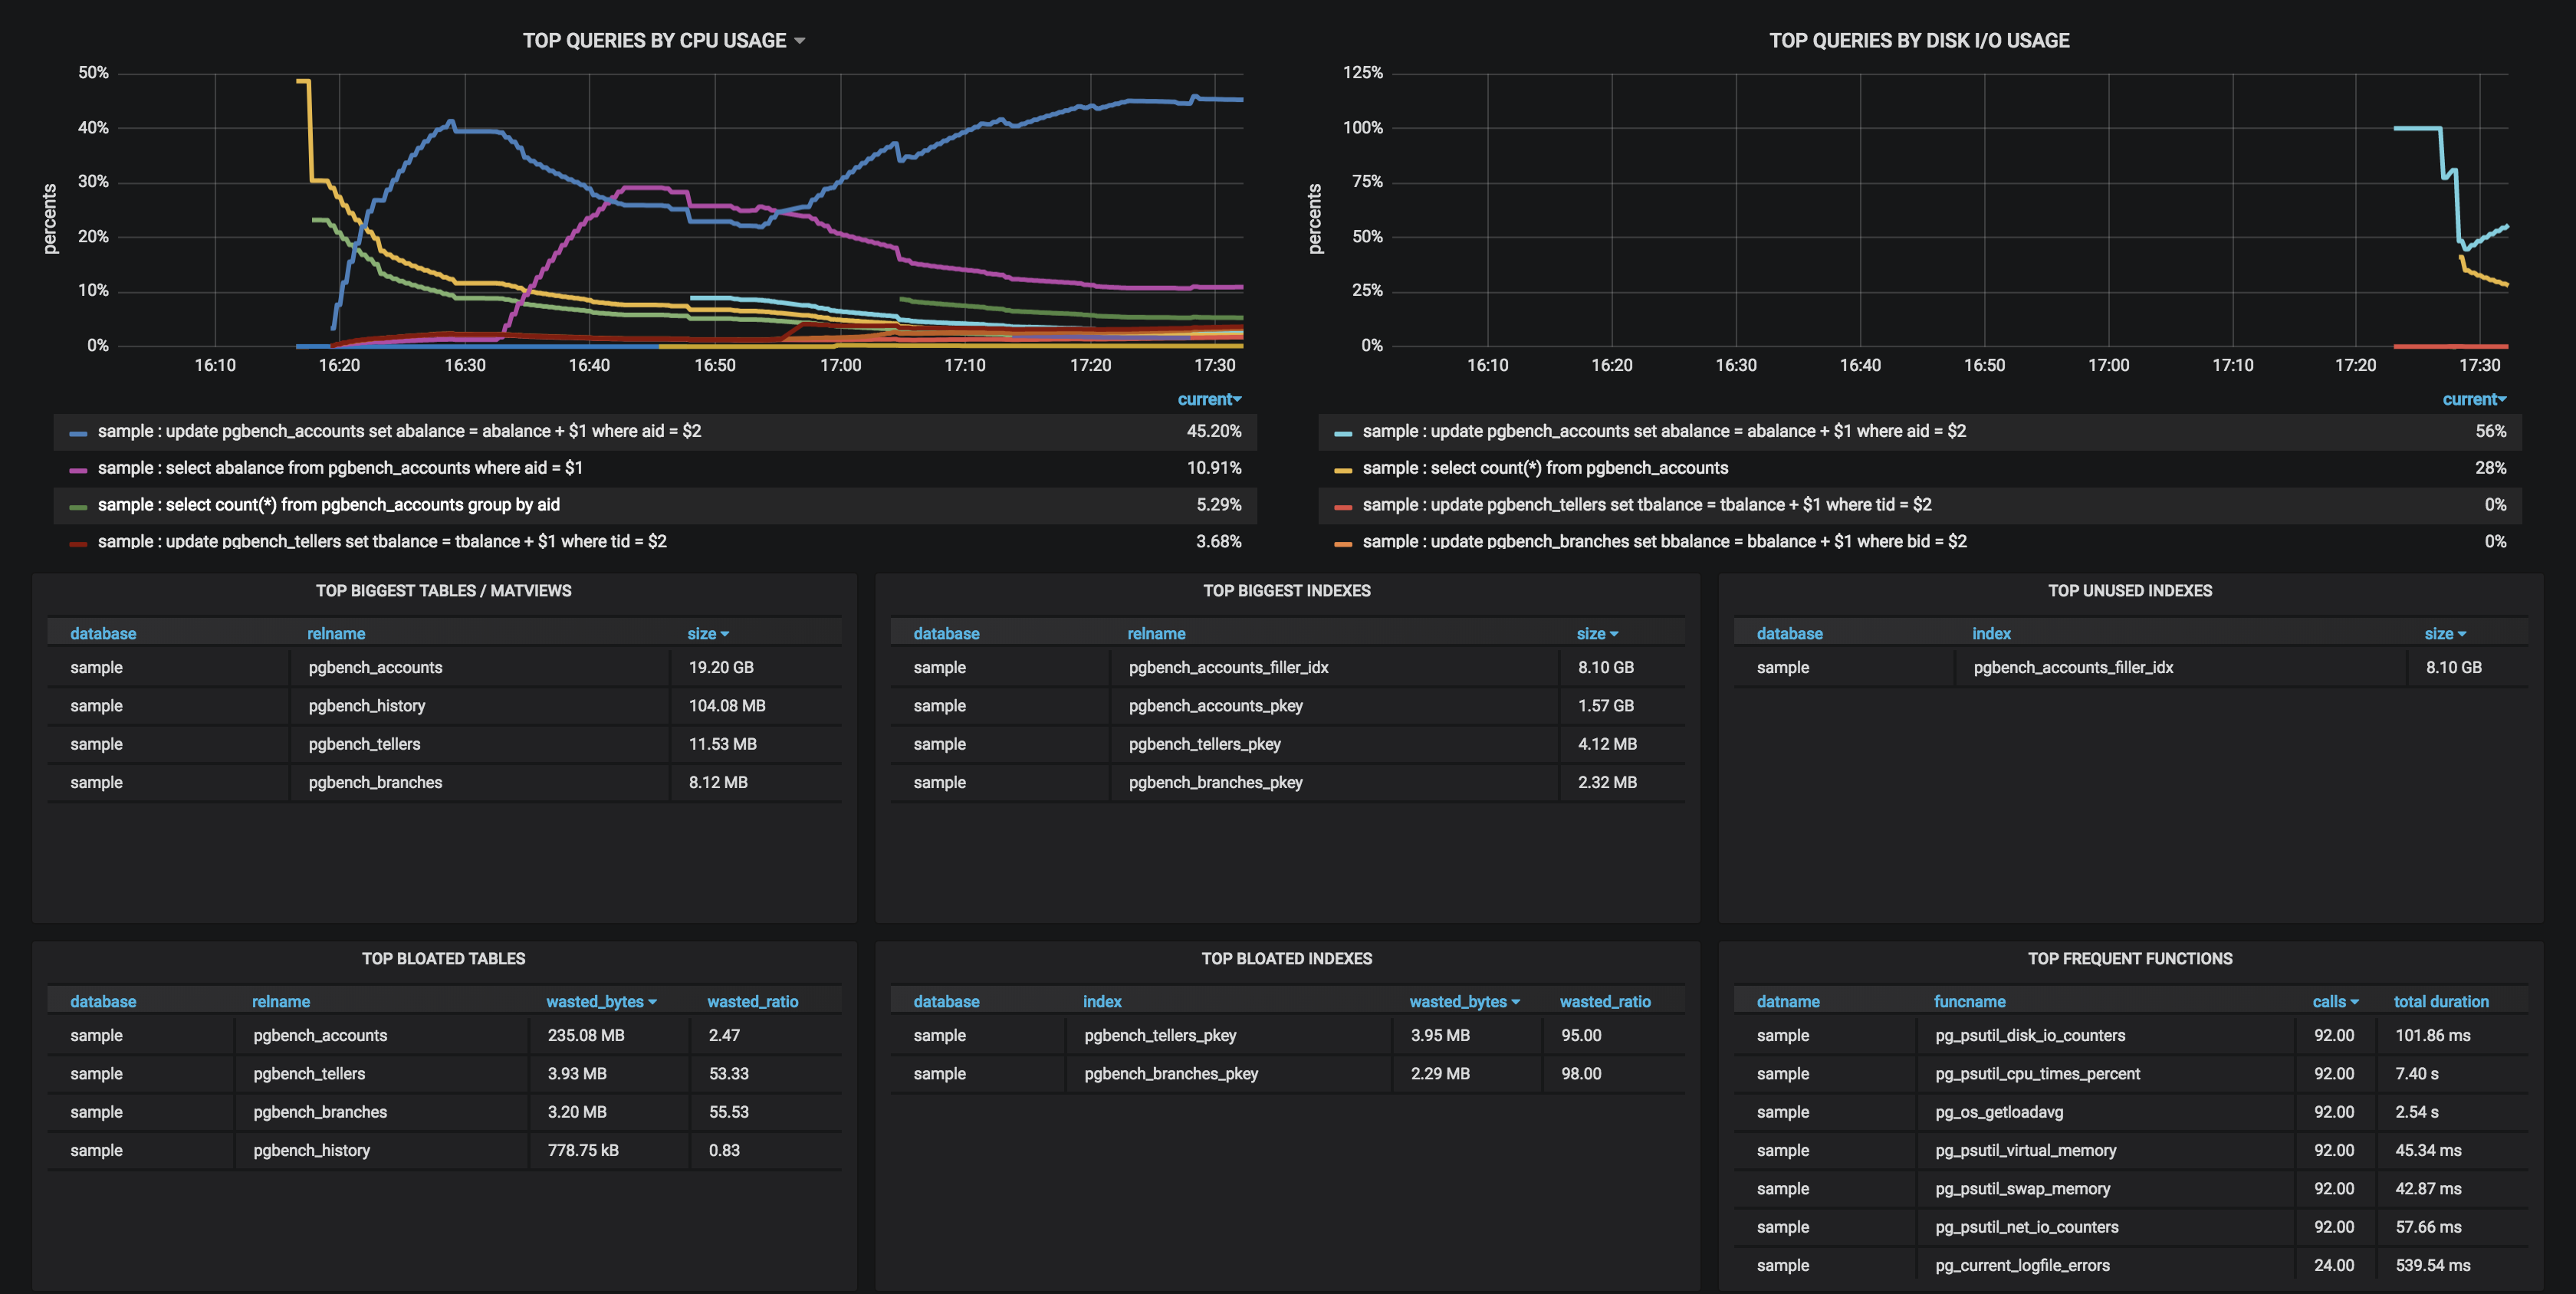 TOP QUERIES BY CPU USAGE
50%
40%
30%
20%
10%
0%
percents
16:10 16:20 16:30 16:40 16:50 17:00 17:10 17:20 17:30
current
sample : update pgbench_accounts set abalance = abalance + $1 where aid = $2 45.20%
sample : select abalance from pgbench_accounts where aid = $1 10.91%
sample : select count(*) from pgbench_accounts group by aid 5.29%
sample : update pgbench_tellers set tbalance = tbalance + $1 where tid = $2 3.68%
TOP QUERIES BY DISK I/O USAGE
125%
100%
75%
50%
25%
0%
percents
16:10 16:20 16:30 16:40 16:50 17:00 17:10 17:20 17:30
current
sample : update pgbench_accounts set abalance = abalance + $1 where aid = $2 56%
sample : select count(*) from pgbench_accounts 28%
sample : update pgbench_tellers set tbalance = tbalance + $1 where tid = $2 0%
sample : update pgbench_branches set bbalance = bbalance + $1 where bid = $2 0%
TOP BIGGEST TABLES / MATVIEWS
database relname size
sample pgbench_accounts 19.20 GB
sample pgbench_history 104.08 MB
sample pgbench_tellers 11.53 MB
sample pgbench_branches 8.12 MB
TOP BIGGEST INDEXES
database relname size
sample pgbench_accounts_filler_idx 8.10 GB
sample pgbench_accounts_pkey 1.57 GB
sample pgbench_tellers_pkey 4.12 MB
sample pgbench_branches_pkey 2.32 MB
TOP UNUSED INDEXES
database index size
sample pgbench_accounts_filler_idx 8.10 GB
TOP BLOATED TABLES
database relname wasted_bytes wasted_ratio
sample pgbench_accounts 235.08 MB 2.47
sample pgbench_tellers 3.93 MB 53.33
sample pgbench_branches 3.20 MB 55.53
sample pgbench_history 778.75 kB 0.83
TOP BLOATED INDEXES
database index wasted_bytes wasted_ratio
sample pgbench_tellers_pkey 3.95 MB 95.00
sample pgbench_branches_pkey 2.29 MB 98.00
TOP FREQUENT FUNCTIONS
datname funcname calls total duration
sample pg_psutil_disk_io_counters 92.00 101.86 ms
sample pg_psutil_cpu_times_percent 92.00 7.40 s
sample pg_os_getloadavg 92.00 2.54 s
sample pg_psutil_virtual_memory 92.00 45.34 ms
sample pg_psutil_swap_memory 92.00 42.87 ms
sample pg_psutil_net_io_counters 92.00 57.66 ms
sample pg_current_logfile_errors 24.00 539.54 ms